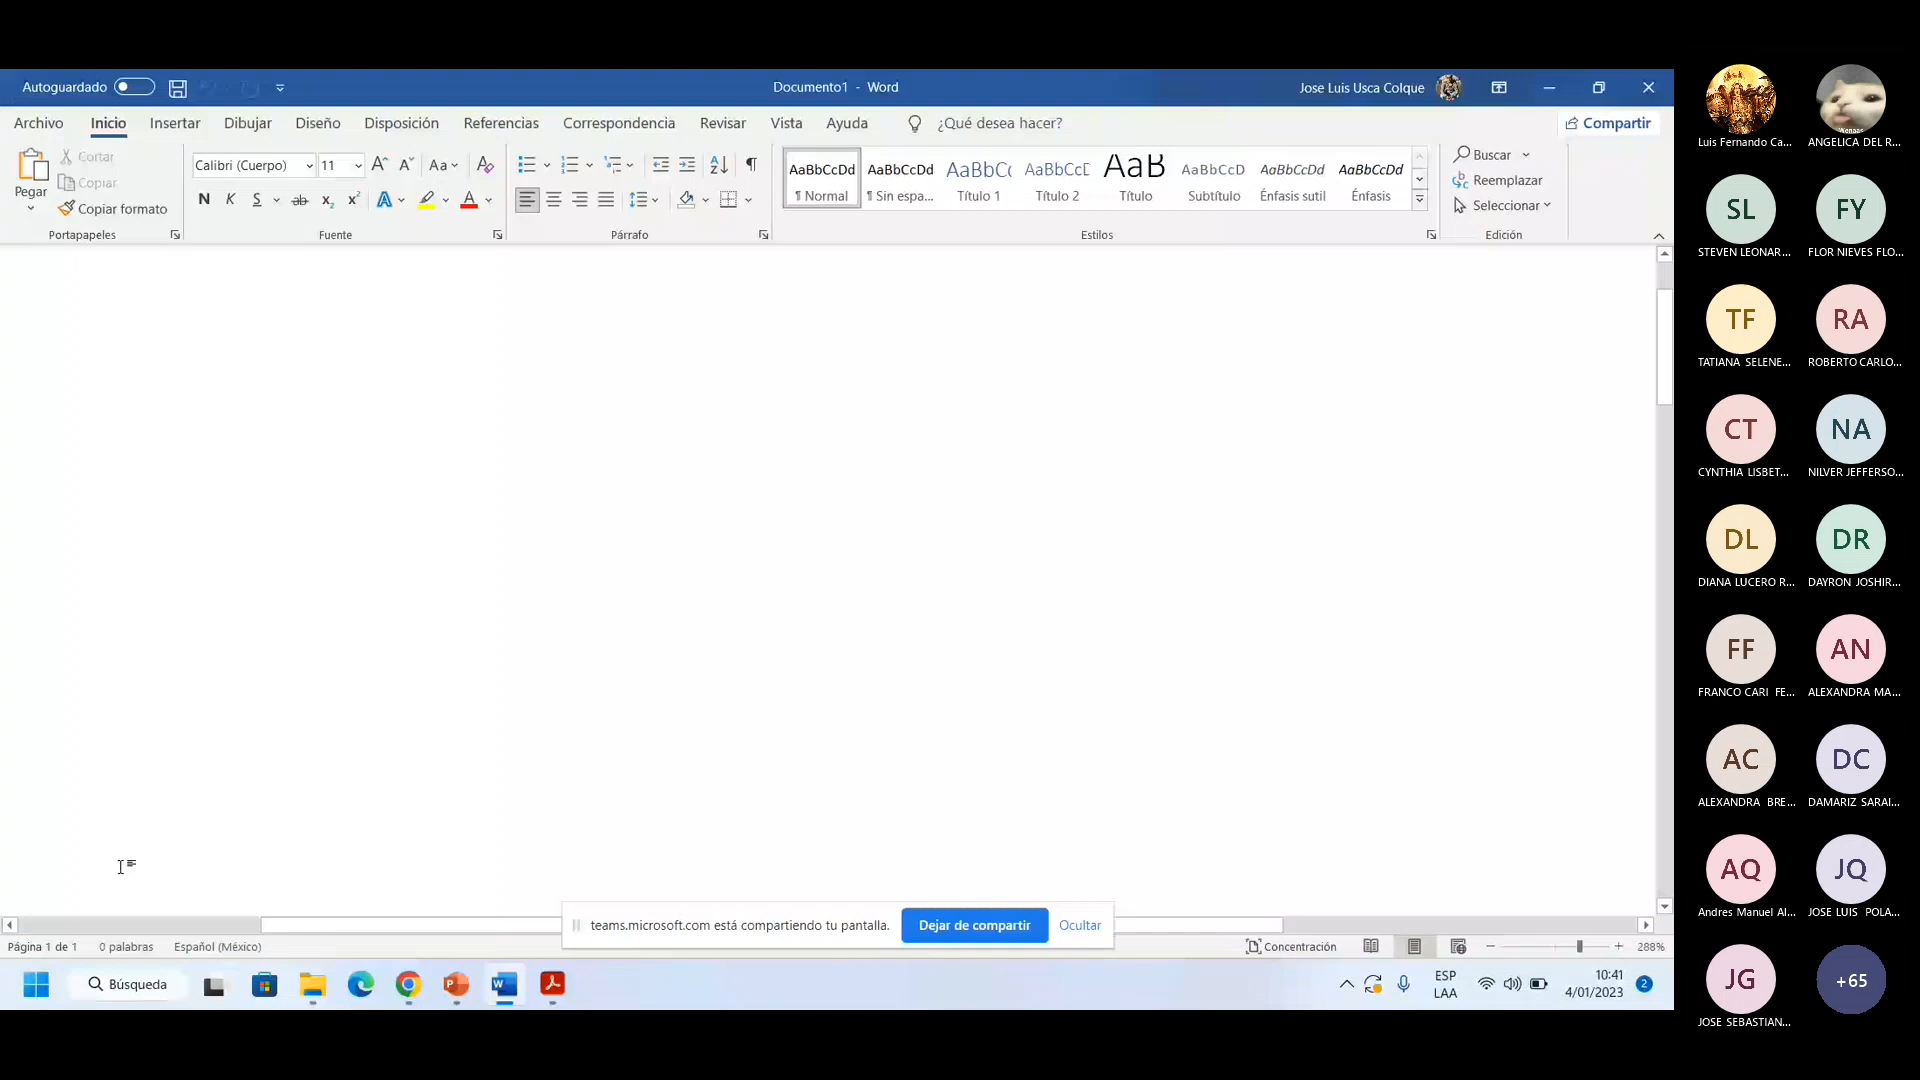 Autoguardado
Documento1 - Word
Jose Luis Usca Colque
Archivo Inicio Insertar Dibujar Diseño Disposición Referencias Correspondencia Revisar Vista Ayuda ¿Qué desea hacer? Compartir
Pegar
Cortar
Copiar
Copiar formato
Portapapeles
Calibri (Cuerpo) 11
Aa
N K S ab x₂ x² A A
Fuente
Párrafo
AaBbCcDd AaBbCcDd AaBbC AaBbCcD AaB AaBbCcD AaBbCcDd AaBbCcDd
¶ Normal ¶ Sin espa... Título 1 Título 2 Título Subtítulo Énfasis sutil Énfasis
Estilos
Buscar
Reemplazar
Seleccionar
Edición
teams.microsoft.com está compartiendo tu pantalla. Dejar de compartir Ocultar
Página 1 de 1 0 palabras Español (México) Concentración 288%
Búsqueda
ESP
LAA
10:41
4/01/2023
2
Luis Fernando Ca... ANGELICA DEL R...
SL FY
STEVEN LEONAR... FLOR NIEVES FLO...
TF RA
TATIANA SELENE... ROBERTO CARLO...
CT NA
CYNTHIA LISBET... NILVER JEFFERSO...
DL DR
DIANA LUCERO R... DAYRON JOSHIR...
FF AN
FRANCO CARI FE... ALEXANDRA MA...
AC DC
ALEXANDRA BRE... DAMARIZ SARAI...
AQ JQ
Andres Manuel Al... JOSE LUIS POLA...
JG +65
JOSE SEBASTIAN...